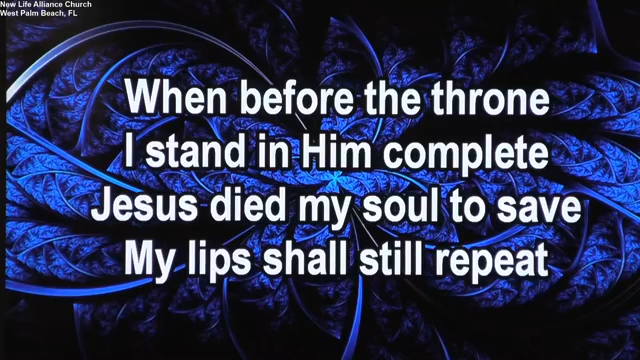 New Life Alliance Church
West Palm Beach, FL
When before the throne
I stand in Him complete
Jesus died my soul to save
My lips shall still repeat